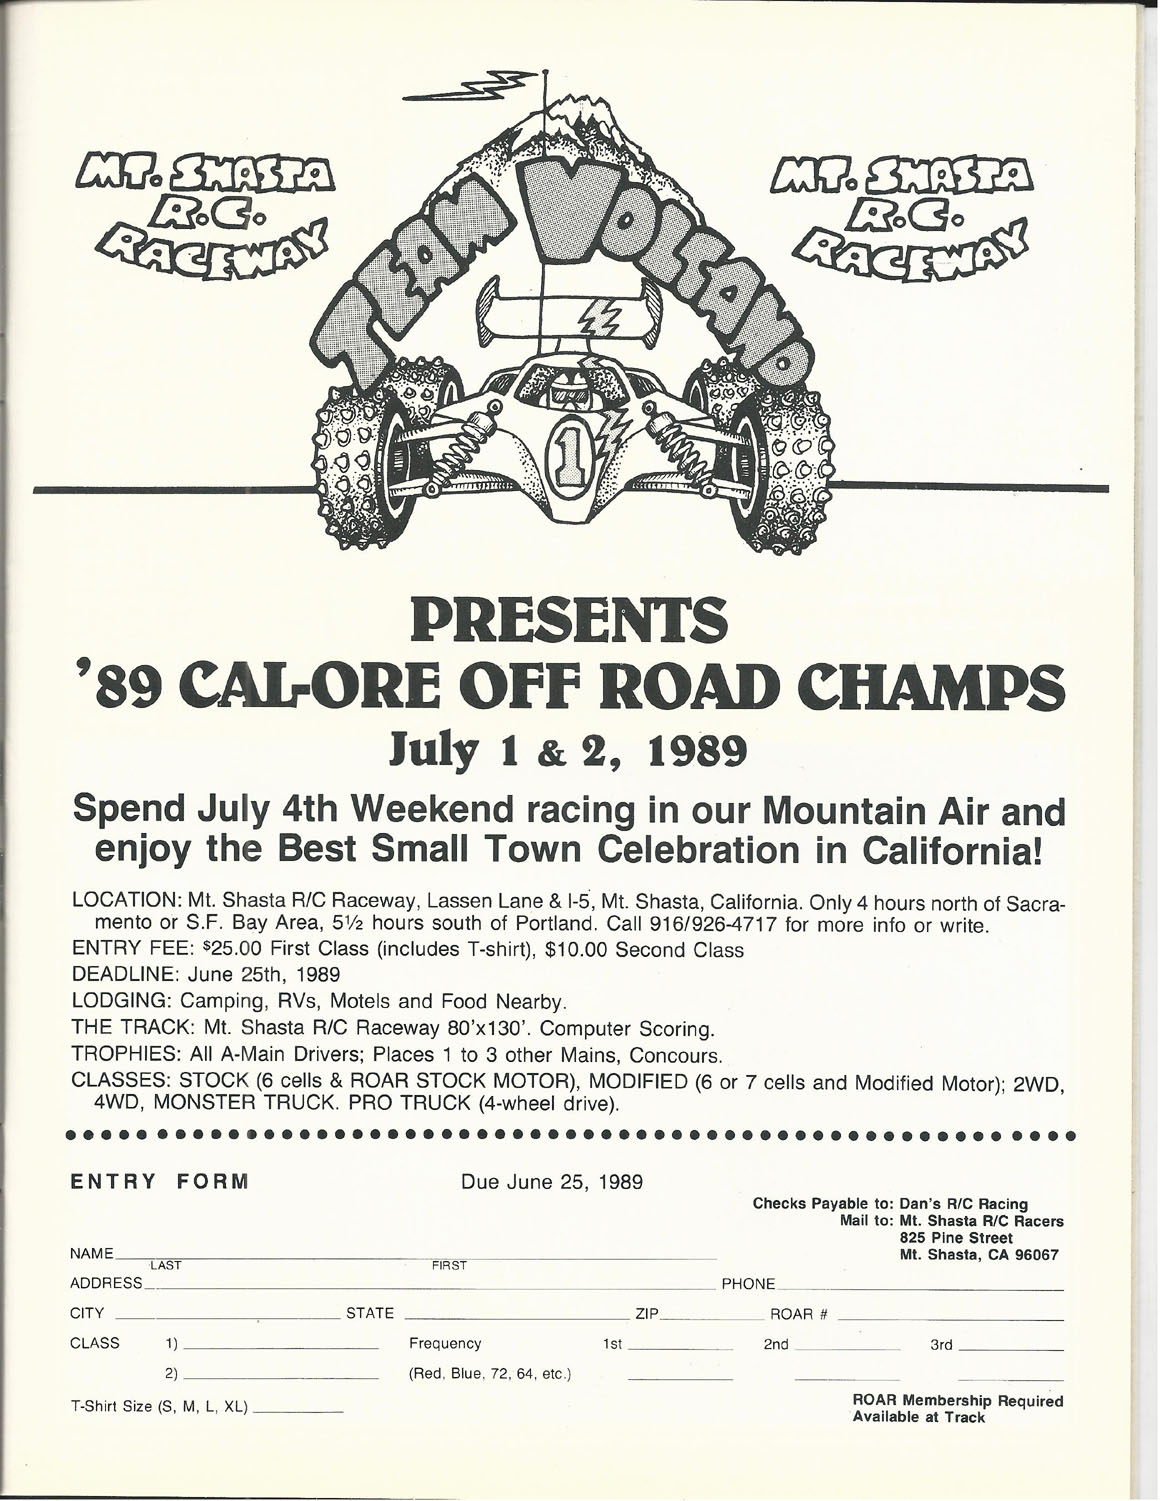 MT. SHASTA
R.C.
RACEWAY
TEAM VOLCANO
MT. SHASTA
R.C.
RACEWAY
1
PRESENTS
'89 CAL-ORE OFF ROAD CHAMPS
July 1 & 2, 1989
Spend July 4th Weekend racing in our Mountain Air and
enjoy the Best Small Town Celebration in California!
LOCATION: Mt. Shasta R/C Raceway, Lassen Lane & I-5, Mt. Shasta, California. Only 4 hours north of Sacra-
mento or S.F. Bay Area, 5½ hours south of Portland. Call 916/926-4717 for more info or write.
ENTRY FEE: $25.00 First Class (includes T-shirt), $10.00 Second Class
DEADLINE: June 25th, 1989
LODGING: Camping, RVs, Motels and Food Nearby.
THE TRACK: Mt. Shasta R/C Raceway 80'x130'. Computer Scoring.
TROPHIES: All A-Main Drivers; Places 1 to 3 other Mains, Concours.
CLASSES: STOCK (6 cells & ROAR STOCK MOTOR), MODIFIED (6 or 7 cells and Modified Motor); 2WD,
4WD, MONSTER TRUCK. PRO TRUCK (4-wheel drive).
ENTRY FORM Due June 25, 1989
Checks Payable to: Dan's R/C Racing
Mail to: Mt. Shasta R/C Racers
825 Pine Street
Mt. Shasta, CA 96067
NAME
LAST FIRST
ADDRESS PHONE
CITY STATE ZIP ROAR #
CLASS 1) Frequency 1st 2nd 3rd
2) (Red, Blue, 72, 64, etc.)
T-Shirt Size (S, M, L, XL)
ROAR Membership Required
Available at Track